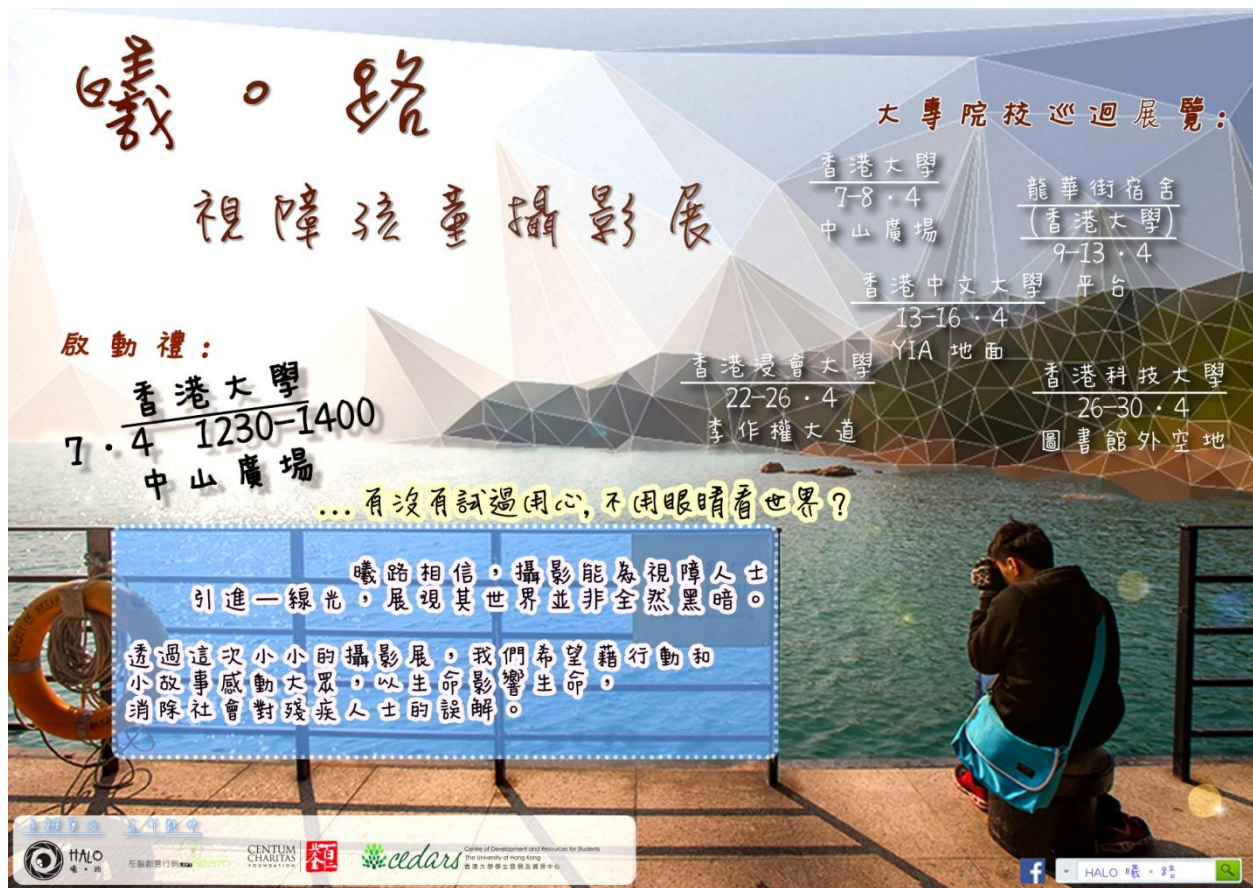 曦。路
視障孩童攝影展
啟動禮：
香港大學
7．4 1230-1400
中山廣場
大專院校巡迴展覽：
香港大學
7-8．4
中山廣場
龍華街宿舍
(香港大學)
9-13．4
平台
香港中文大學
13-16．4
YIA 地面
香港浸會大學
22-26．4
李作權大道
香港科技大學
26-30．4
圖書館外空地
...有沒有試過用心, 不用眼睛看世界？
曦路相信，攝影能為視障人士
引進一線光，展現其世界並非全然黑暗。
透過這次小小的攝影展，我們希望藉行動和
小故事感動大眾，以生命影響生命，
消除社會對殘疾人士的誤解。
HALO
曦．路
左腦創意行銷
CENTUM
CHARITAS
FOUNDATION
cedars
Centre of Development and Resources for Students
The University of Hong Kong
香港大學學生發展及資源中心
f
HALO 曦。路